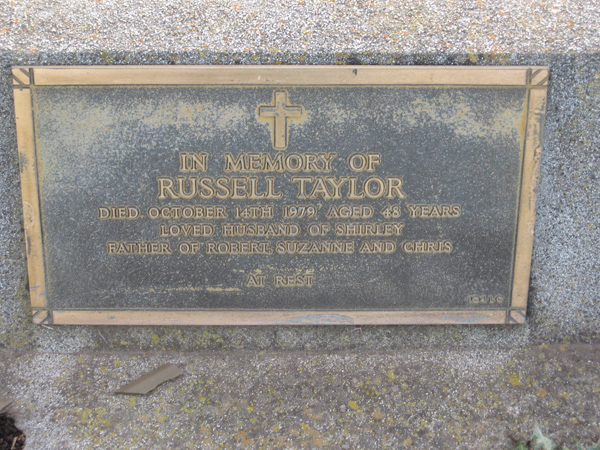 IN MEMORY OF
RUSSELL TAYLOR
DIED OCTOBER 14TH 1979 AGED 48 YEARS
LOVED HUSBAND OF SHIRLEY
FATHER OF ROBERT, SUZANNE AND CHRIS
AT REST